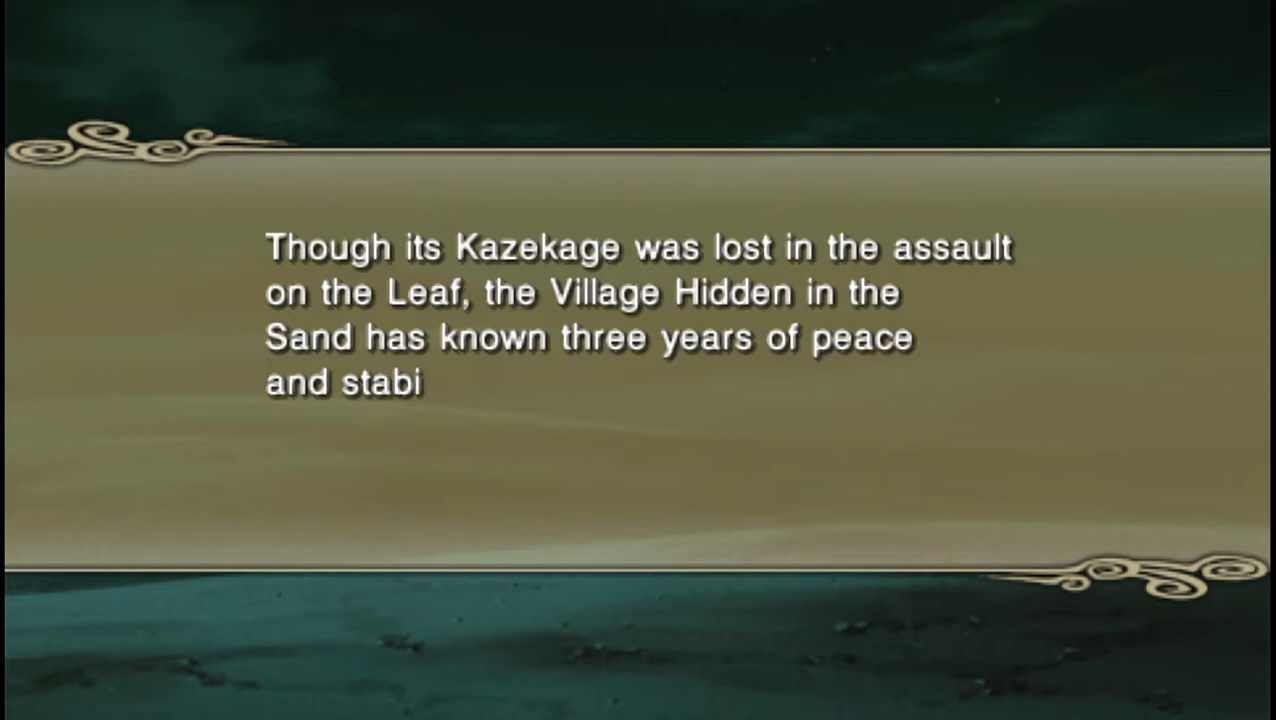 Though its Kazekage was lost in the assault
on the Leaf, the Village Hidden in the
Sand has known three years of peace
and stabi